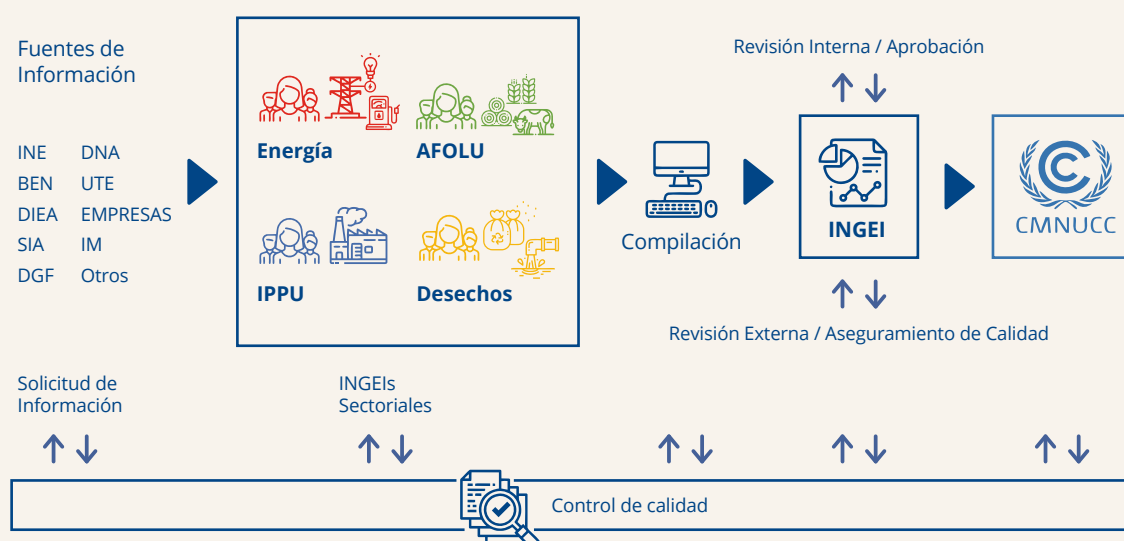 Fuentes de
Información
INE DNA
BEN UTE
DIEA EMPRESAS
SIA IM
DGF Otros
Energía
AFOLU
IPPU
Desechos
Compilación
Revisión Interna / Aprobación
INGEI
CMNUCC
Revisión Externa / Aseguramiento de Calidad
Solicitud de
Información
INGEIs
Sectoriales
Control de calidad